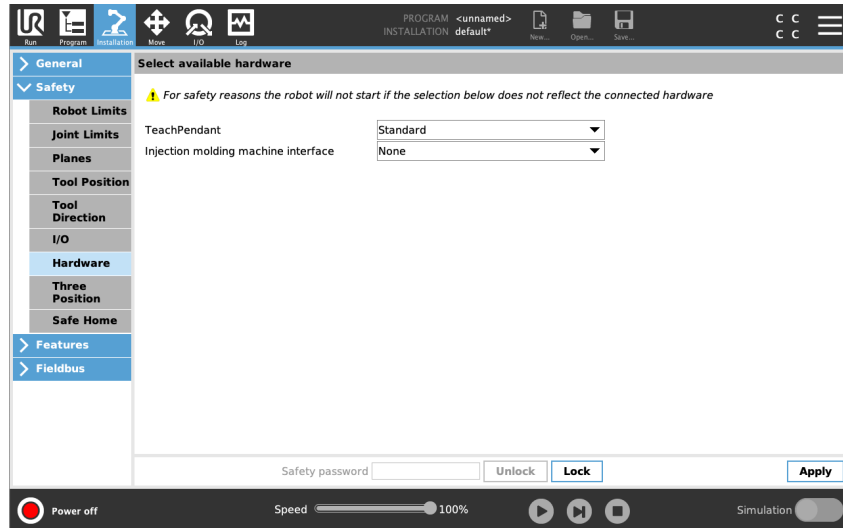 UR
PROGRAM <unnamed>
INSTALLATION default*
C C
C C
Run
Program
Installation
Move
I/O
Log
New...
Open...
Save...
General
Select available hardware
Safety
For safety reasons the robot will not start if the selection below does not reflect the connected hardware
Robot Limits
TeachPendant Standard
Joint Limits
Injection molding machine interface None
Planes
Tool Position
Tool
Direction
I/O
Hardware
Three
Position
Safe Home
Features
Fieldbus
Safety password Unlock Lock Apply
Power off Speed 100% Simulation